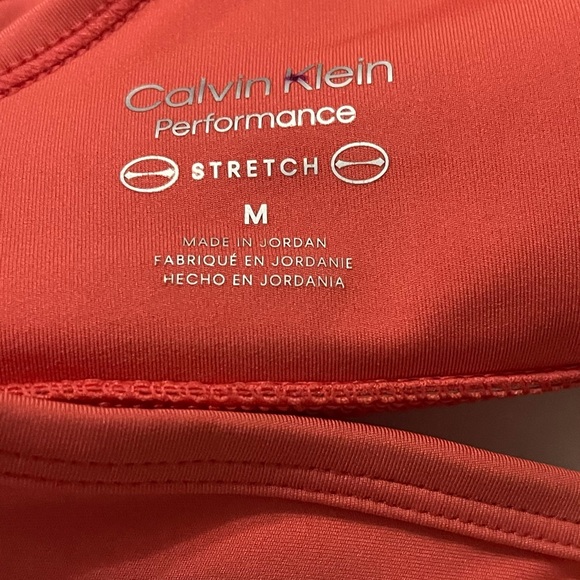 Calvin Klein
Performance
STRETCH
M
MADE IN JORDAN
FABRIQUÉ EN JORDANIE
HECHO EN JORDANIA